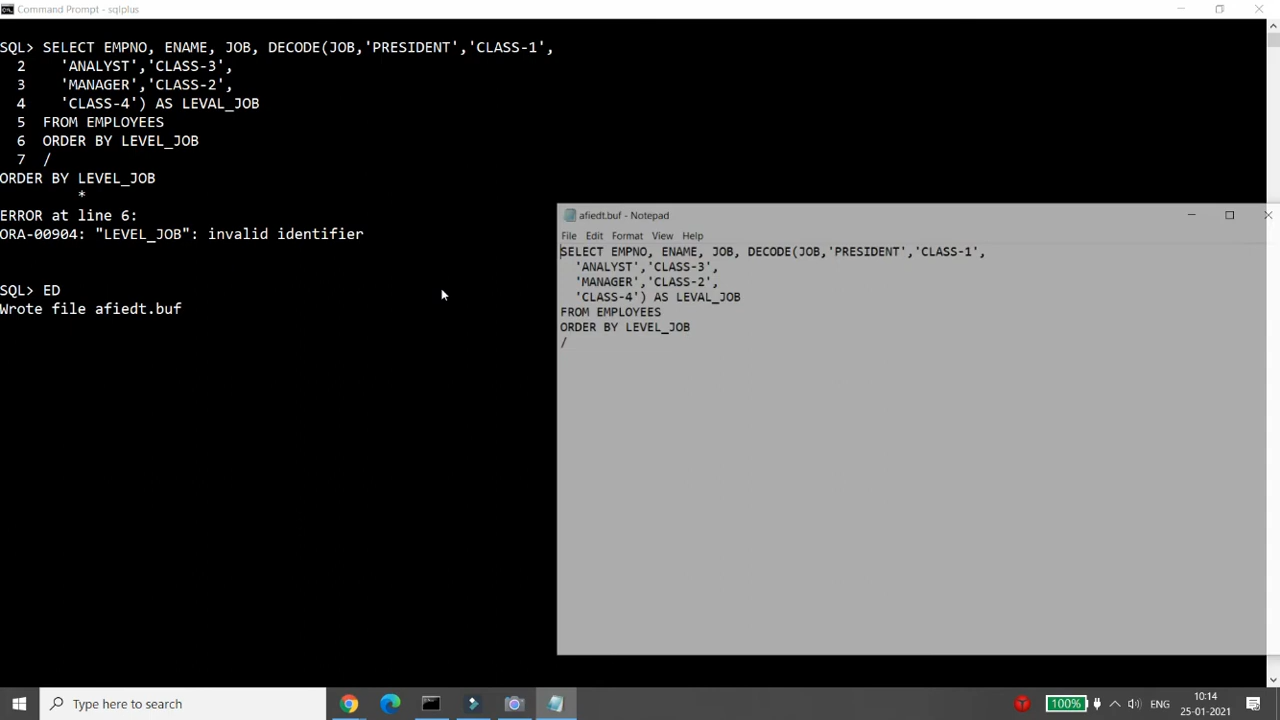 Command Prompt - sqlplus
SQL> SELECT EMPNO, ENAME, JOB, DECODE(JOB,'PRESIDENT','CLASS-1',
2 'ANALYST','CLASS-3',
3 'MANAGER','CLASS-2',
4 'CLASS-4') AS LEVAL_JOB
5 FROM EMPLOYEES
6 ORDER BY LEVEL_JOB
7 /
ORDER BY LEVEL_JOB
*
ERROR at line 6:
ORA-00904: "LEVEL_JOB": invalid identifier
SQL> ED
Wrote file afiedt.buf
afiedt.buf - Notepad
File Edit Format View Help
SELECT EMPNO, ENAME, JOB, DECODE(JOB,'PRESIDENT','CLASS-1',
'ANALYST','CLASS-3',
'MANAGER','CLASS-2',
'CLASS-4') AS LEVAL_JOB
FROM EMPLOYEES
ORDER BY LEVEL_JOB
/
Type here to search
100%
ENG
10:14
25-01-2021